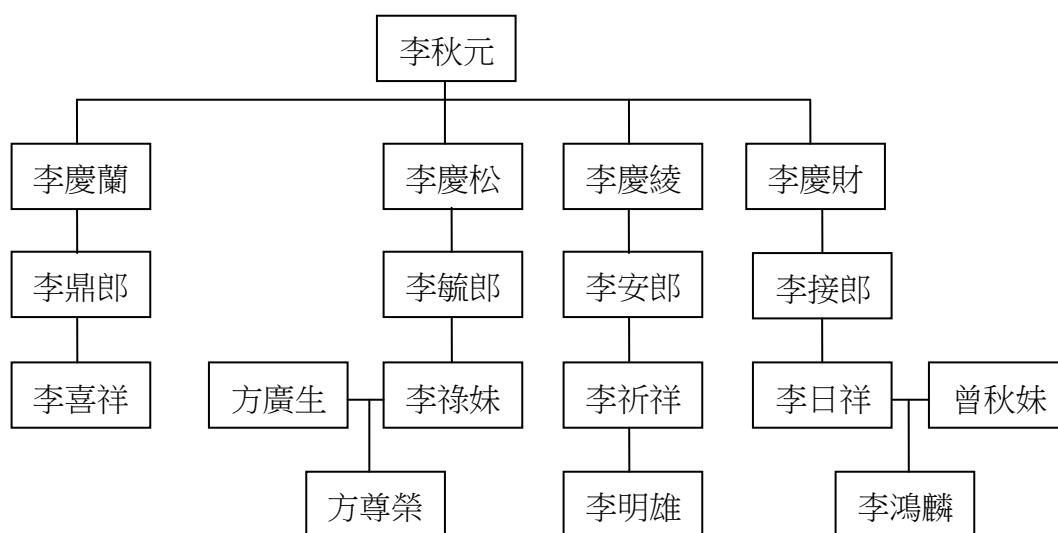 李秋元
李慶蘭
李慶松
李慶綾
李慶財
李鼎郎
李毓郎
李安郎
李接郎
李喜祥
方廣生
李祿妹
李祈祥
李日祥
曾秋妹
方尊榮
李明雄
李鴻麟